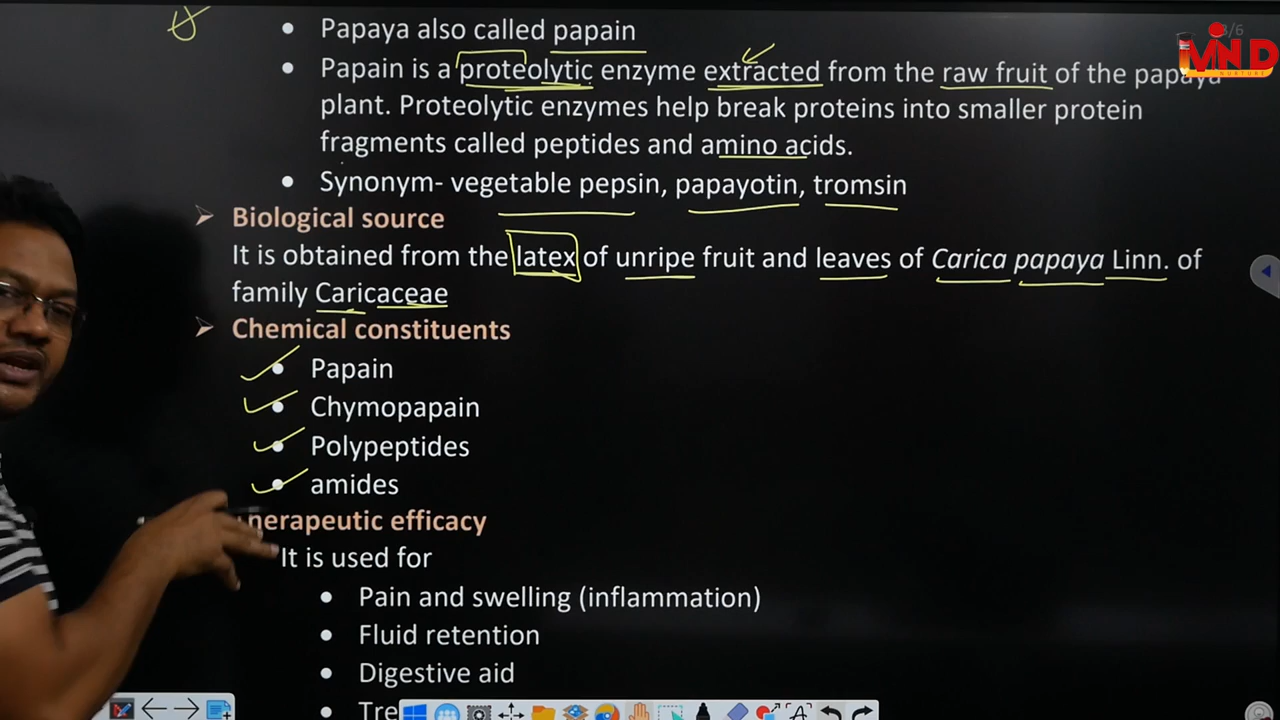 3/6
MND
NURTURE
Papaya also called papain
Papain is a proteolytic enzyme extracted from the raw fruit of the papaya
plant. Proteolytic enzymes help break proteins into smaller protein
fragments called peptides and amino acids.
Synonym- vegetable pepsin, papayotin, tromsin
Biological source
It is obtained from the latex of unripe fruit and leaves of Carica papaya Linn. of
family Caricaceae
Chemical constituents
Papain
Chymopapain
Polypeptides
amides
herapeutic efficacy
It is used for
Pain and swelling (inflammation)
Fluid retention
Digestive aid
Tre